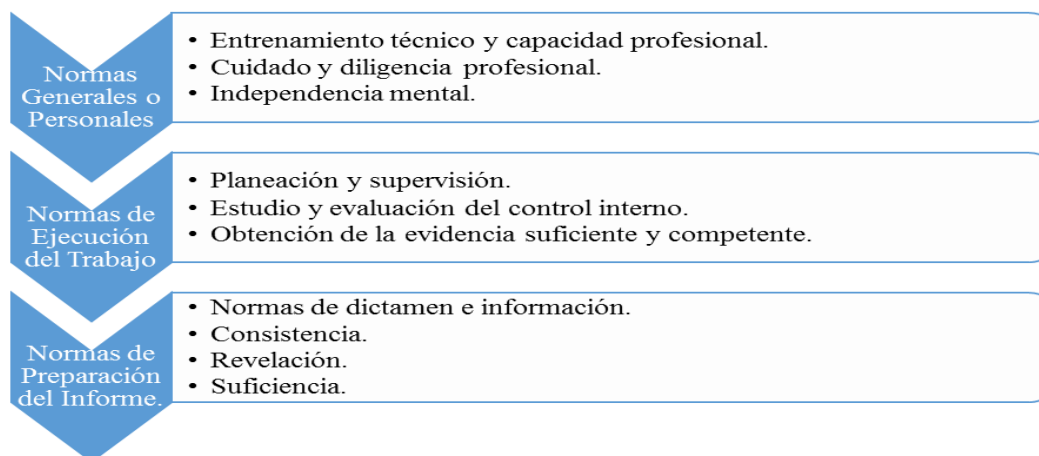 Normas
Generales o
Personales
• Entrenamiento técnico y capacidad profesional.
• Cuidado y diligencia profesional.
• Independencia mental.
Normas de
Ejecución
del Trabajo
• Planeación y supervisión.
• Estudio y evaluación del control interno.
• Obtención de la evidencia suficiente y competente.
Normas de
Preparación
del Informe.
• Normas de dictamen e información.
• Consistencia.
• Revelación.
• Suficiencia.